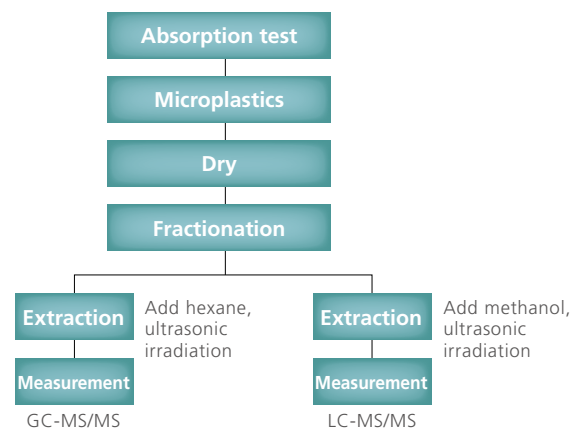 Absorption test
Microplastics
Dry
Fractionation
Extraction
Add hexane,
ultrasonic
irradiation
Measurement
GC-MS/MS
Extraction
Add methanol,
ultrasonic
irradiation
Measurement
LC-MS/MS